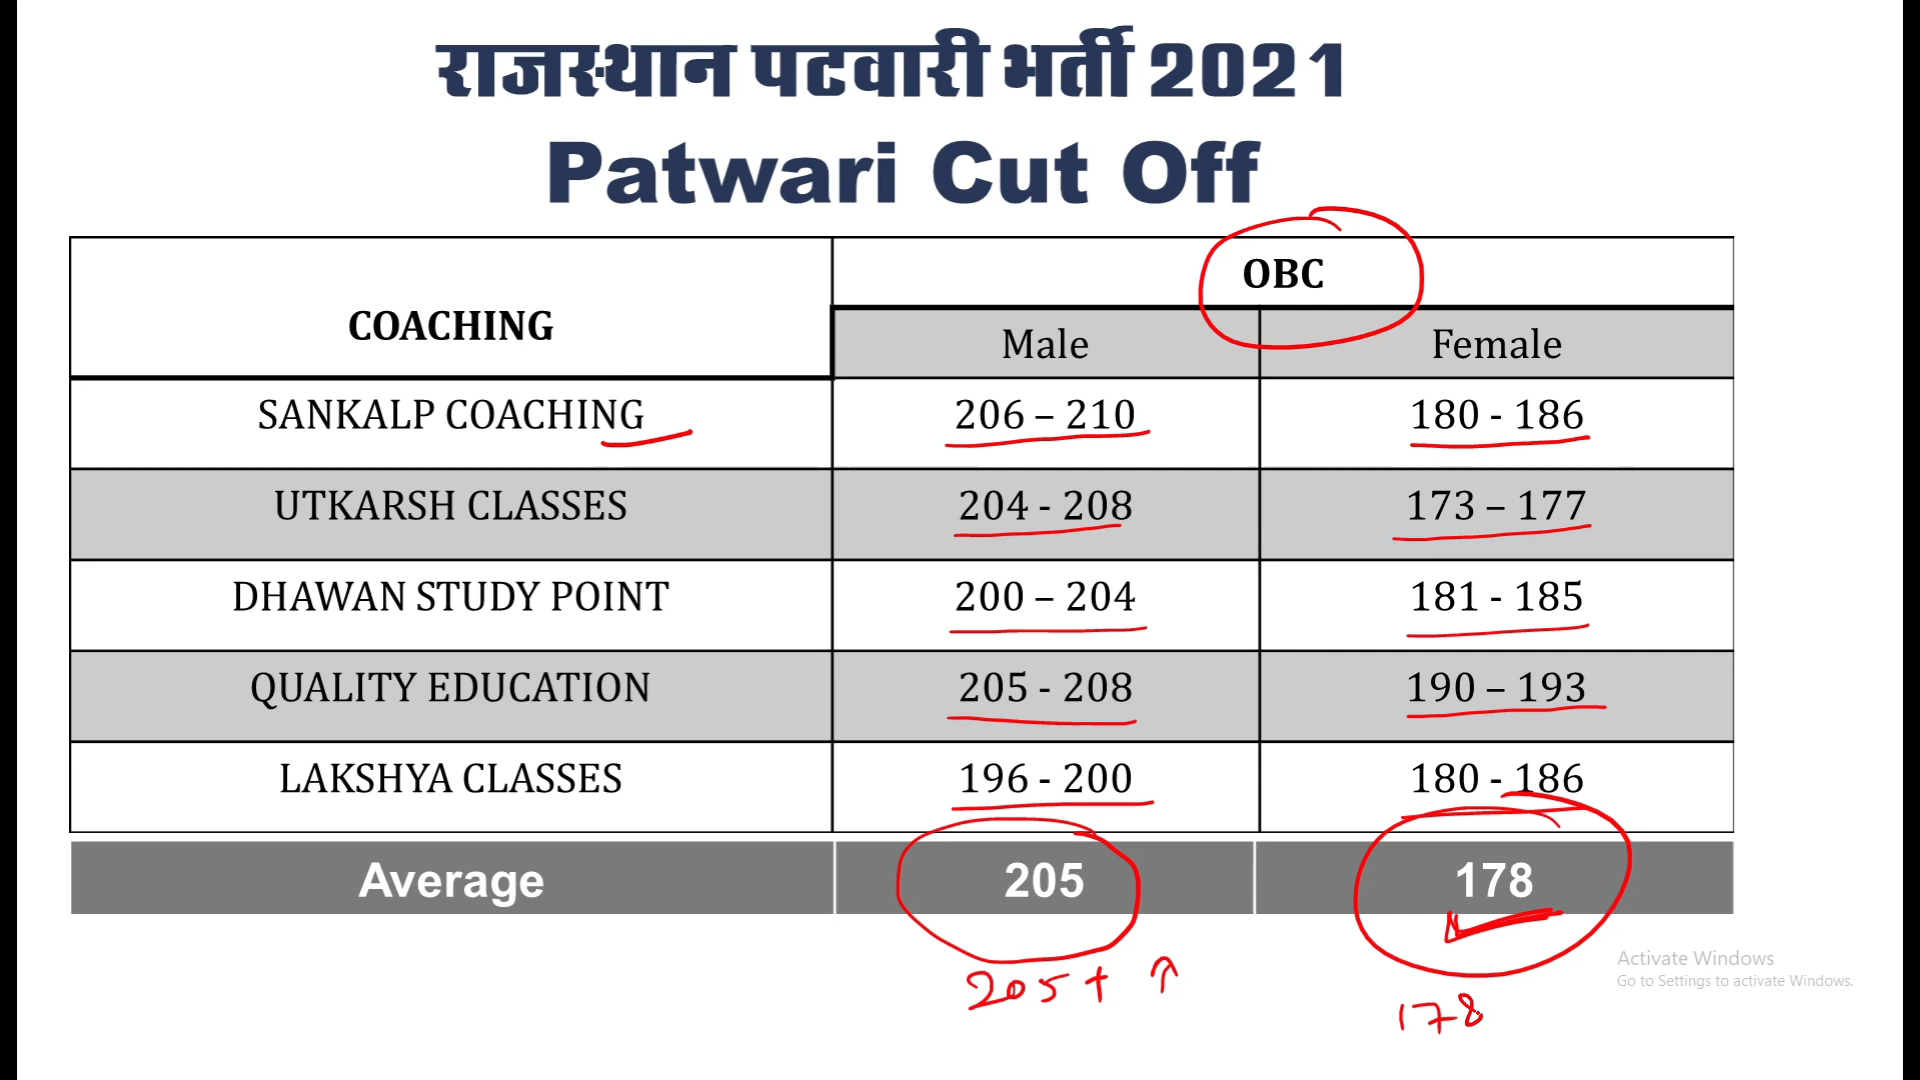 राजस्थान पटवारी भर्ती 2021
Patwari Cut Off
COACHING OBC
Male Female
SANKALP COACHING 206 – 210 180 - 186
UTKARSH CLASSES 204 - 208 173 – 177
DHAWAN STUDY POINT 200 – 204 181 - 185
QUALITY EDUCATION 205 - 208 190 – 193
LAKSHYA CLASSES 196 - 200 180 - 186
Average 205 178
205+ ↑
178
Activate Windows
Go to Settings to activate Windows.